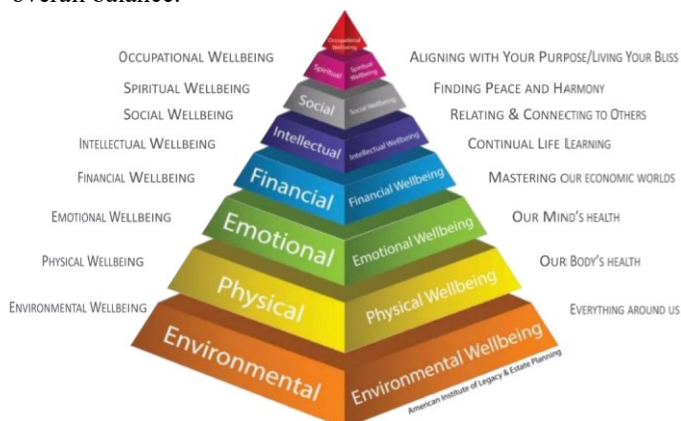 overall balance.
Occupational Wellbeing
OCCUPATIONAL WELLBEING
ALIGNING WITH YOUR PURPOSE/LIVING YOUR BLISS
Spiritual
Spiritual Wellbeing
SPIRITUAL WELLBEING
FINDING PEACE AND HARMONY
Social
Social Wellbeing
SOCIAL WELLBEING
RELATING & CONNECTING TO OTHERS
Intellectual
Intellectual Wellbeing
INTELLECTUAL WELLBEING
CONTINUAL LIFE LEARNING
Financial
Financial Wellbeing
FINANCIAL WELLBEING
MASTERING OUR ECONOMIC WORLDS
Emotional
Emotional Wellbeing
EMOTIONAL WELLBEING
OUR MIND'S HEALTH
Physical
Physical Wellbeing
PHYSICAL WELLBEING
OUR BODY'S HEALTH
Environmental
Environmental Wellbeing
ENVIRONMENTAL WELLBEING
EVERYTHING AROUND US
American Institute of Legacy & Estate Planning